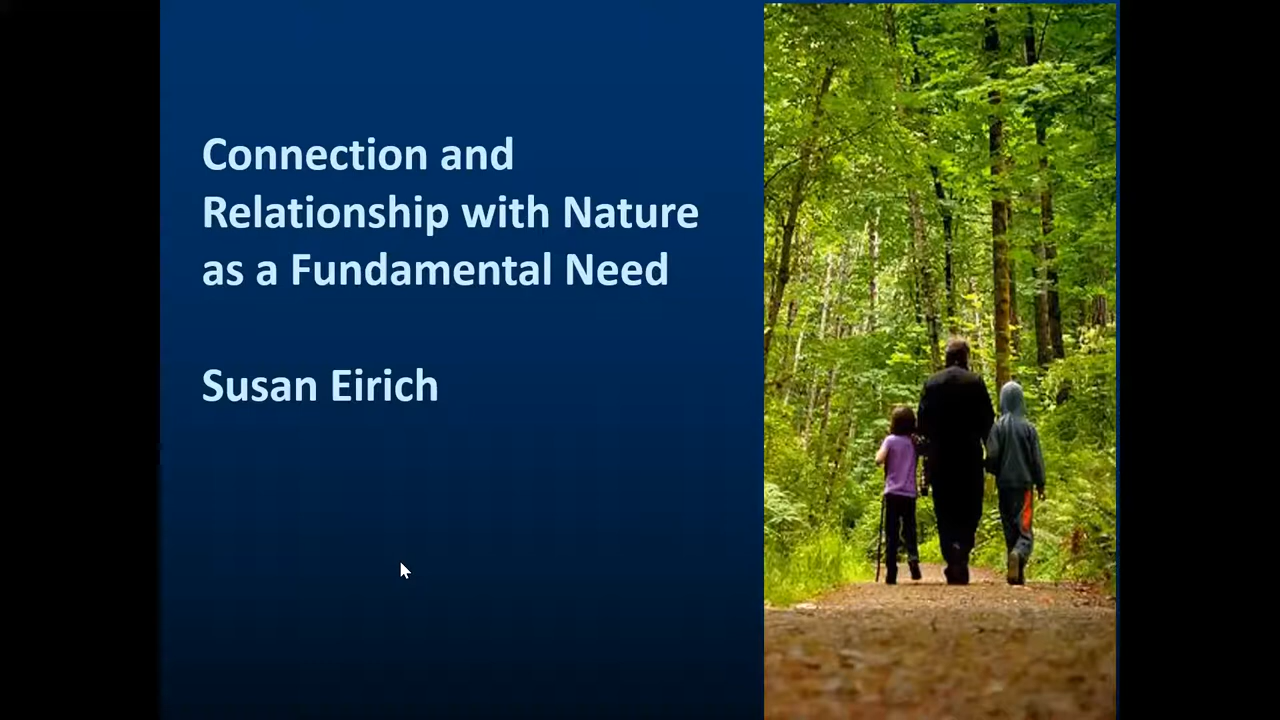 Connection and
Relationship with Nature
as a Fundamental Need
Susan Eirich